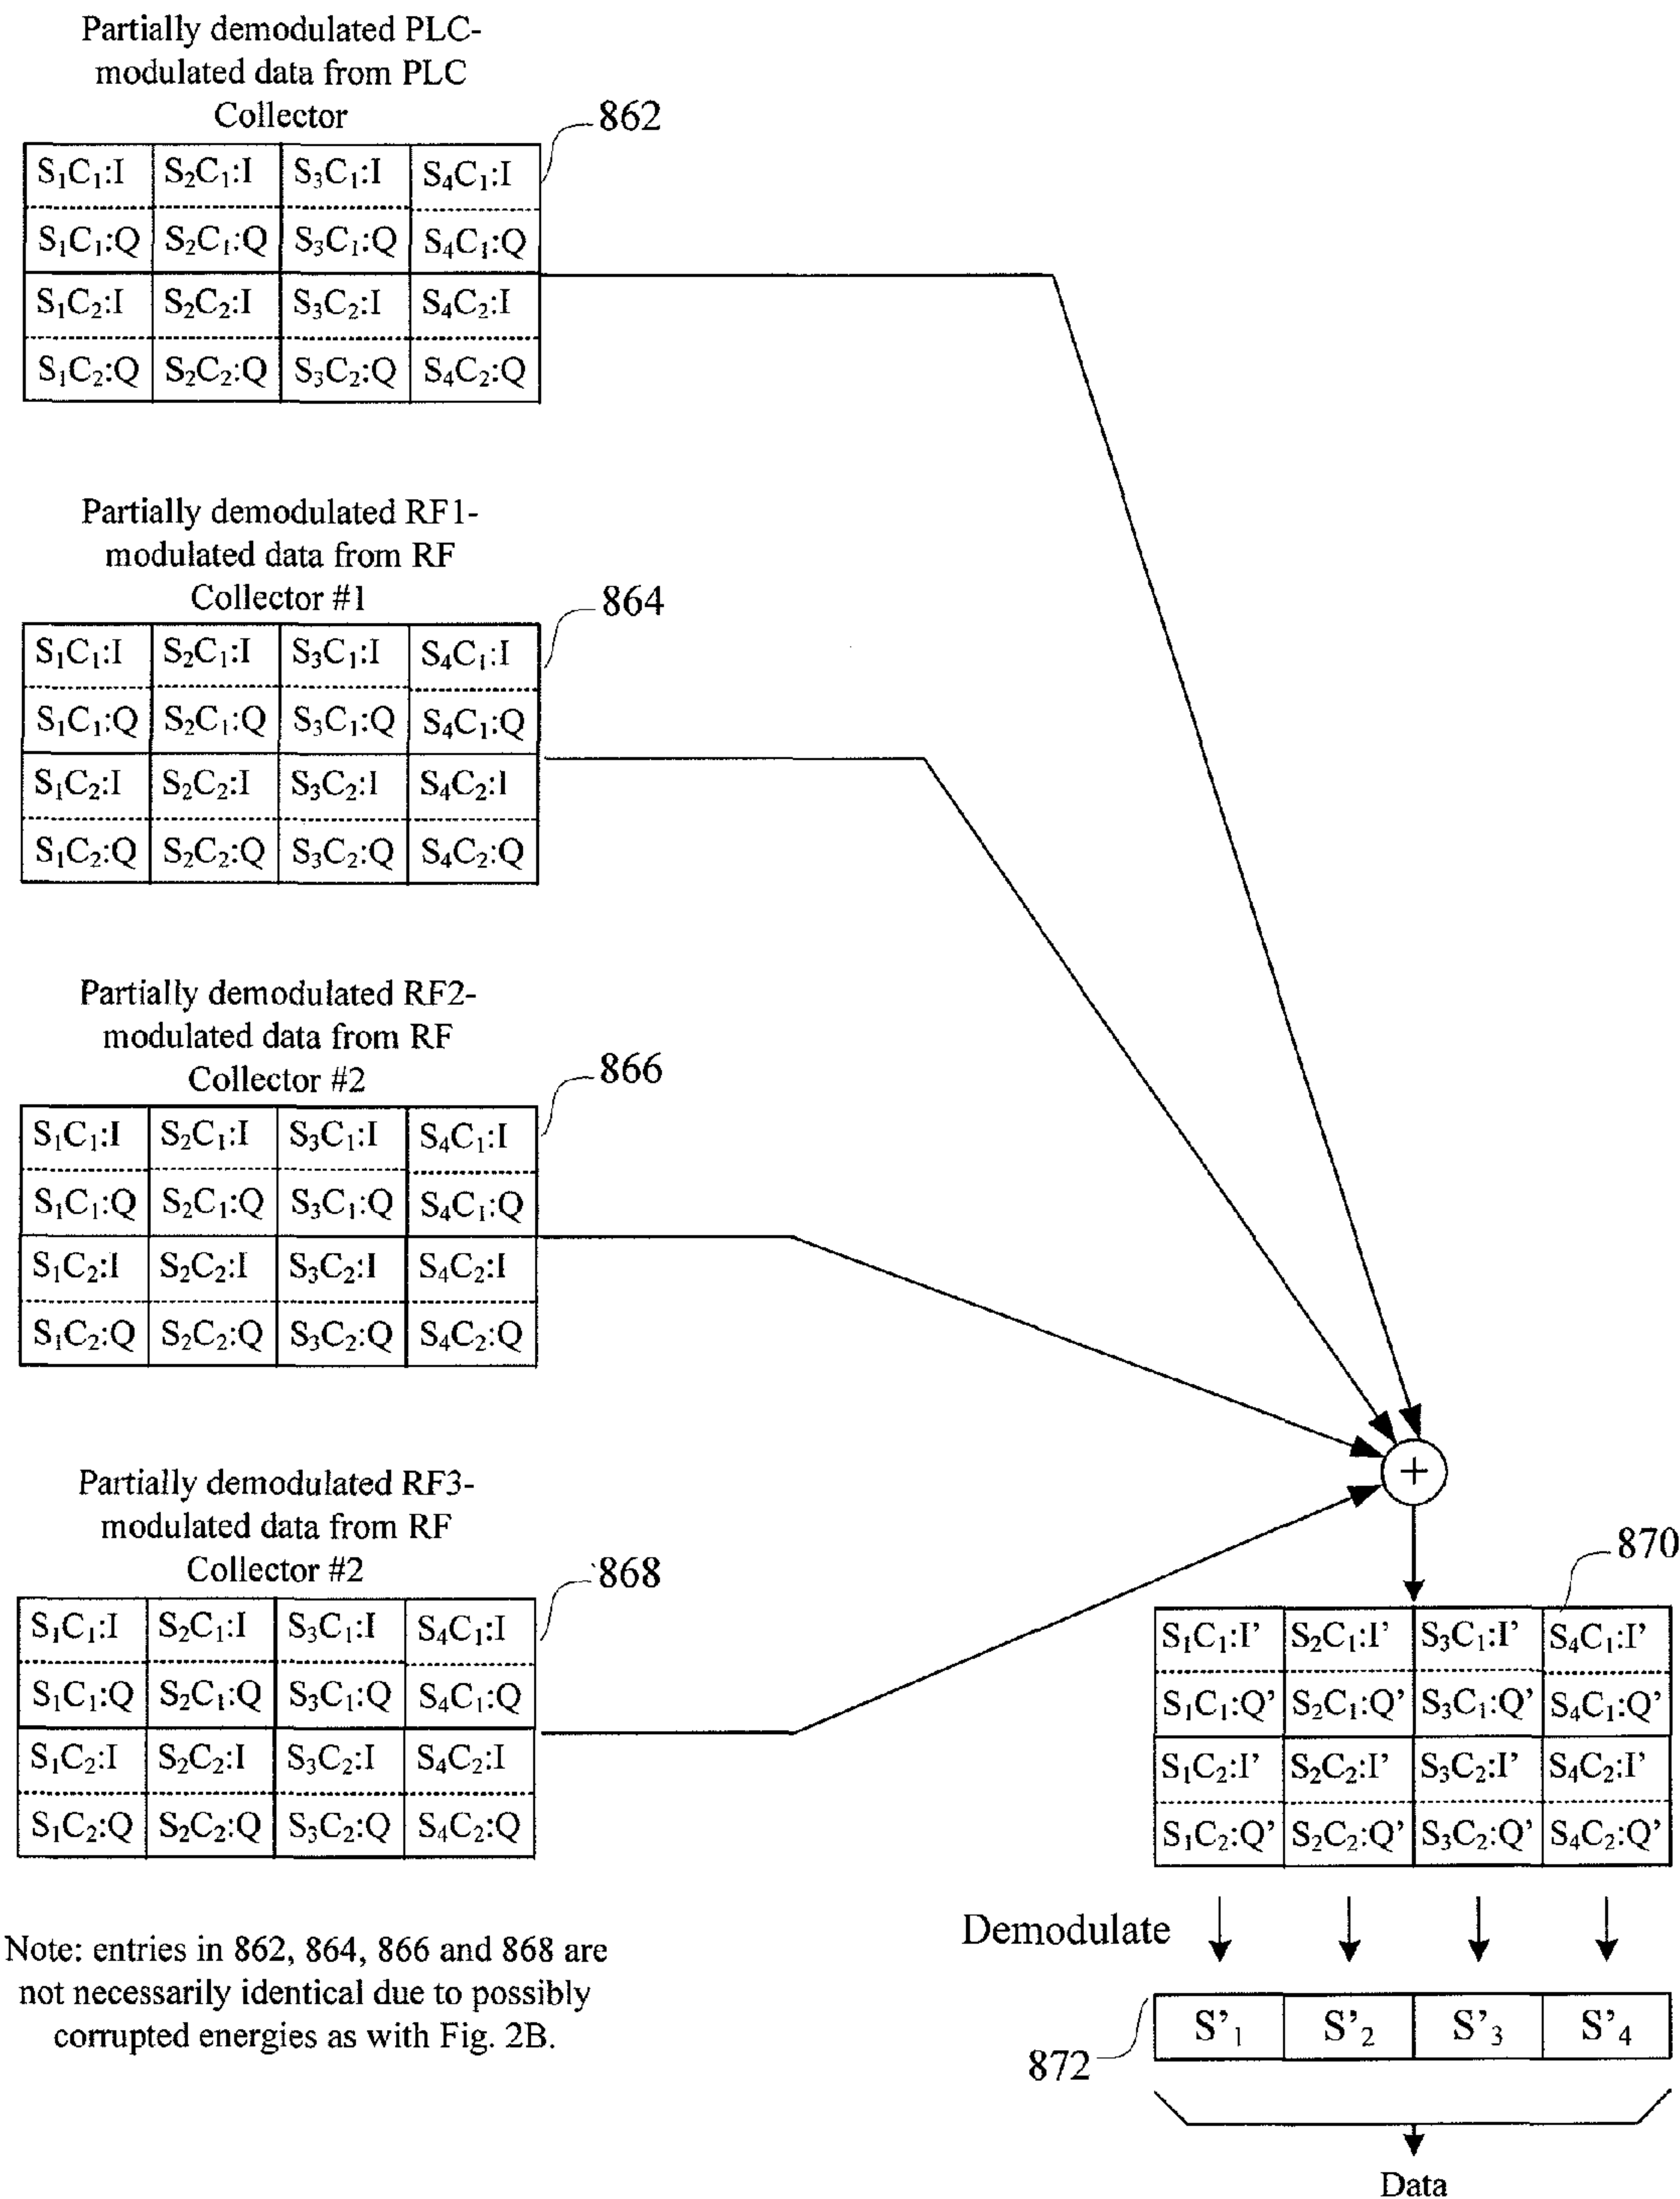 Partially demodulated PLC-
modulated data from PLC
Collector
862
S₁C₁:I S₂C₁:I S₃C₁:I S₄C₁:I
S₁C₁:Q S₂C₁:Q S₃C₁:Q S₄C₁:Q
S₁C₂:I S₂C₂:I S₃C₂:I S₄C₂:I
S₁C₂:Q S₂C₂:Q S₃C₂:Q S₄C₂:Q
Partially demodulated RF1-
modulated data from RF
Collector #1
864
S₁C₁:I S₂C₁:I S₃C₁:I S₄C₁:I
S₁C₁:Q S₂C₁:Q S₃C₁:Q S₄C₁:Q
S₁C₂:I S₂C₂:I S₃C₂:I S₄C₂:I
S₁C₂:Q S₂C₂:Q S₃C₂:Q S₄C₂:Q
Partially demodulated RF2-
modulated data from RF
Collector #2
866
S₁C₁:I S₂C₁:I S₃C₁:I S₄C₁:I
S₁C₁:Q S₂C₁:Q S₃C₁:Q S₄C₁:Q
S₁C₂:I S₂C₂:I S₃C₂:I S₄C₂:I
S₁C₂:Q S₂C₂:Q S₃C₂:Q S₄C₂:Q
Partially demodulated RF3-
modulated data from RF
Collector #2
868
S₁C₁:I S₂C₁:I S₃C₁:I S₄C₁:I
S₁C₁:Q S₂C₁:Q S₃C₁:Q S₄C₁:Q
S₁C₂:I S₂C₂:I S₃C₂:I S₄C₂:I
S₁C₂:Q S₂C₂:Q S₃C₂:Q S₄C₂:Q
+
870
S₁C₁:I’ S₂C₁:I’ S₃C₁:I’ S₄C₁:I’
S₁C₁:Q’ S₂C₁:Q’ S₃C₁:Q’ S₄C₁:Q’
S₁C₂:I’ S₂C₂:I’ S₃C₂:I’ S₄C₂:I’
S₁C₂:Q’ S₂C₂:Q’ S₃C₂:Q’ S₄C₂:Q’
Demodulate
S’₁ S’₂ S’₃ S’₄
872
Data
Note: entries in 862, 864, 866 and 868 are
not necessarily identical due to possibly
corrupted energies as with Fig. 2B.